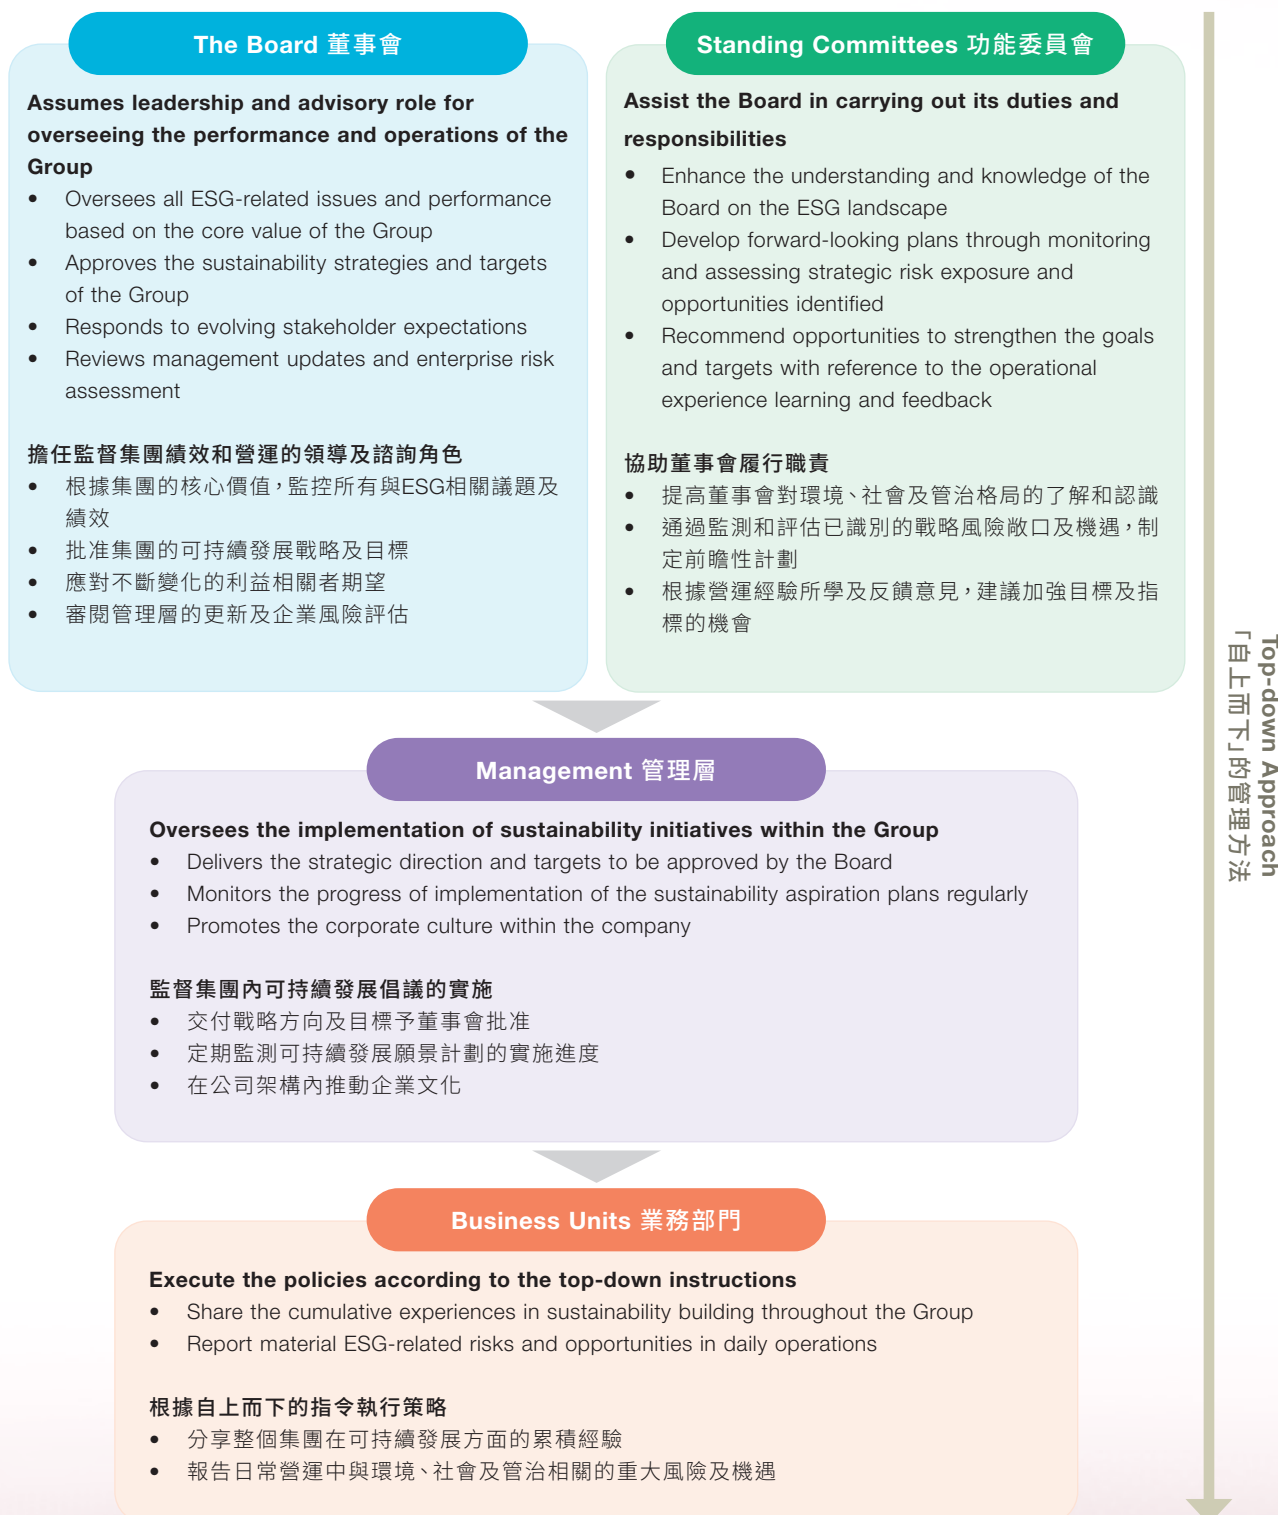 The Board 董事會
Assumes leadership and advisory role for
overseeing the performance and operations of the
Group
• Oversees all ESG-related issues and performance
based on the core value of the Group
• Approves the sustainability strategies and targets
of the Group
• Responds to evolving stakeholder expectations
• Reviews management updates and enterprise risk
assessment
擔任監督集團績效和營運的領導及諮詢角色
• 根據集團的核心價值，監控所有與ESG相關議題及
績效
• 批准集團的可持續發展戰略及目標
• 應對不斷變化的利益相關者期望
• 審閱管理層的更新及企業風險評估
Standing Committees 功能委員會
Assist the Board in carrying out its duties and
responsibilities
• Enhance the understanding and knowledge of the
Board on the ESG landscape
• Develop forward-looking plans through monitoring
and assessing strategic risk exposure and
opportunities identified
• Recommend opportunities to strengthen the goals
and targets with reference to the operational
experience learning and feedback
協助董事會履行職責
• 提高董事會對環境、社會及管治格局的了解和認識
• 通過監測和評估已識別的戰略風險敞口及機遇，制
定前瞻性計劃
• 根據營運經驗所學及反饋意見，建議加強目標及指
標的機會
Management 管理層
Oversees the implementation of sustainability initiatives within the Group
• Delivers the strategic direction and targets to be approved by the Board
• Monitors the progress of implementation of the sustainability aspiration plans regularly
• Promotes the corporate culture within the company
監督集團內可持續發展倡議的實施
• 交付戰略方向及目標予董事會批准
• 定期監測可持續發展願景計劃的實施進度
• 在公司架構內推動企業文化
Business Units 業務部門
Execute the policies according to the top-down instructions
• Share the cumulative experiences in sustainability building throughout the Group
• Report material ESG-related risks and opportunities in daily operations
根據自上而下的指令執行策略
• 分享整個集團在可持續發展方面的累積經驗
• 報告日常營運中與環境、社會及管治相關的重大風險及機遇
Top-down Approach
「自上而下」的管理方法